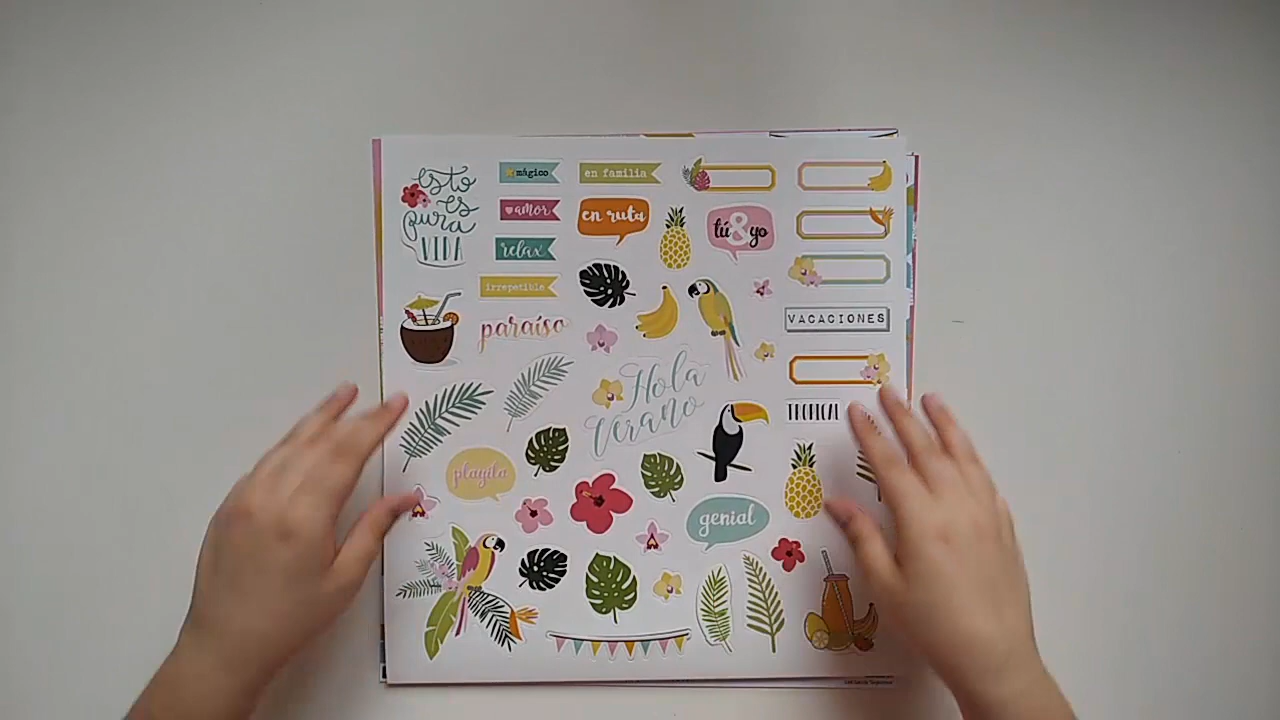 esto
es
pura
VIDA
mágico
amor
relax
irrepetible
paraíso
en familia
en ruta
tú&yo
VACACIONES
TROPICAL
Hola
Verano
playita
genial